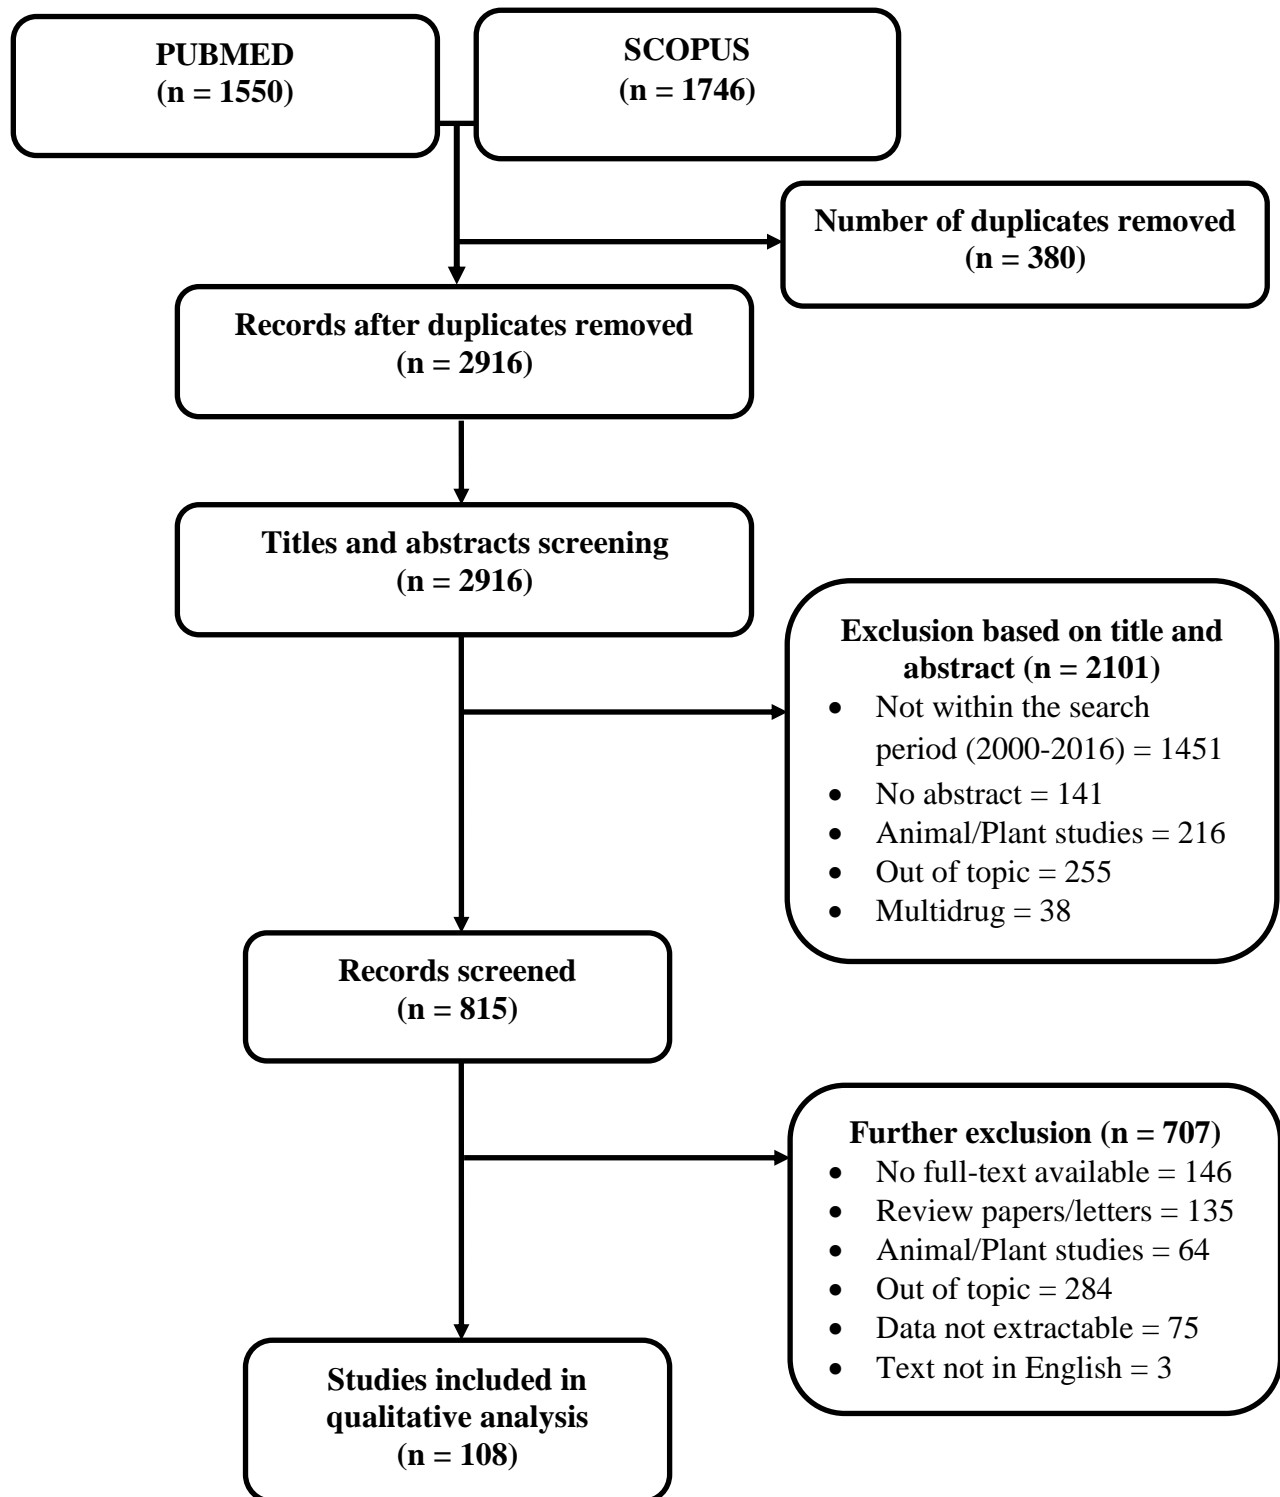 PUBMED
(n = 1550)
SCOPUS
(n = 1746)
Number of duplicates removed
(n = 380)
Records after duplicates removed
(n = 2916)
Titles and abstracts screening
(n = 2916)
Exclusion based on title and
abstract (n = 2101)
• Not within the search
period (2000-2016) = 1451
• No abstract = 141
• Animal/Plant studies = 216
• Out of topic = 255
• Multidrug = 38
Records screened
(n = 815)
Further exclusion (n = 707)
• No full-text available = 146
• Review papers/letters = 135
• Animal/Plant studies = 64
• Out of topic = 284
• Data not extractable = 75
• Text not in English = 3
Studies included in
qualitative analysis
(n = 108)